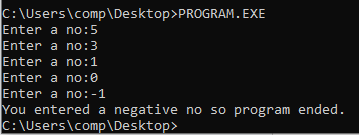 C:\Users\comp\Desktop>PROGRAM.EXE
Enter a no:5
Enter a no:3
Enter a no:1
Enter a no:0
Enter a no:-1
You entered a negative no so program ended.
C:\Users\comp\Desktop>